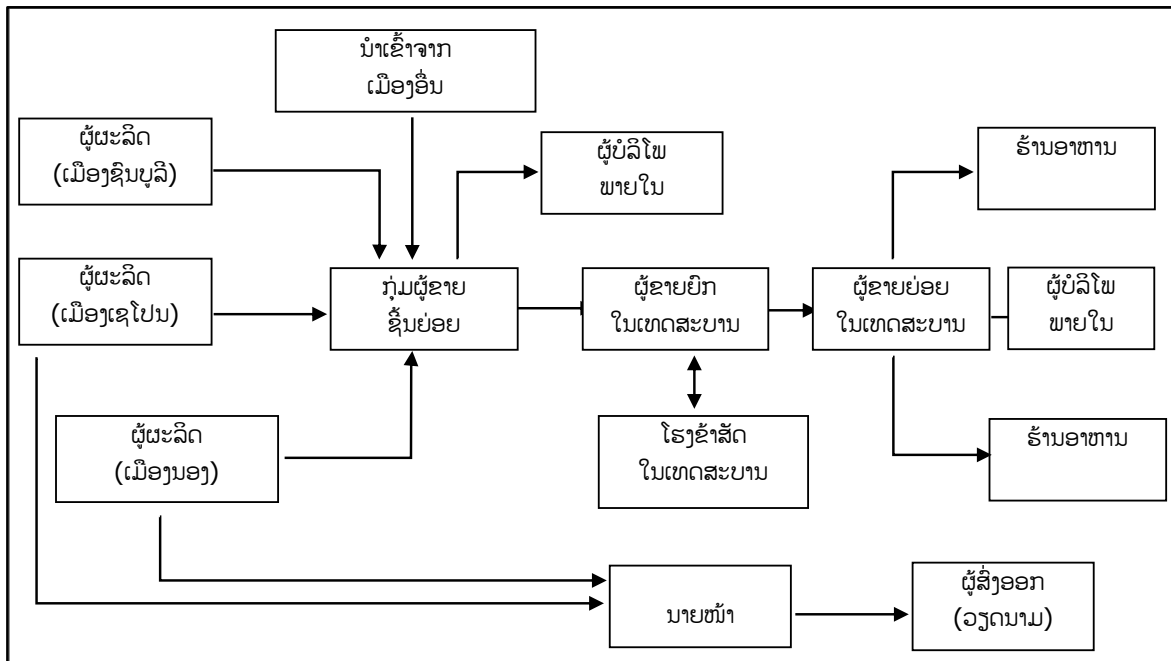 ນຳເຂົ້າຈາກ
ເມືອງອື່ນ
ຜູ້ຜະລິດ
(ເມືອງຊົນບູລີ)
ຜູ້ບໍລິໂພ
ພາຍໃນ
ຮ້ານອາຫານ
ຜູ້ຜະລິດ
(ເມືອງເຊໂປນ)
ກຸ່ມຜູ້ຂາຍ
ຊີ້ນຍ່ອຍ
ຜູ້ຂາຍຍົກ
ໃນເທດສະບານ
ຜູ້ຂາຍຍ່ອຍ
ໃນເທດສະບານ
ຜູ້ບໍລິໂພ
ພາຍໃນ
ຜູ້ຜະລິດ
(ເມືອງນອງ)
ໂຮງຂ້າສັດ
ໃນເທດສະບານ
ຮ້ານອາຫານ
ນາຍໜ້າ
ຜູ້ສົ່ງອອກ
(ວຽດນາມ)